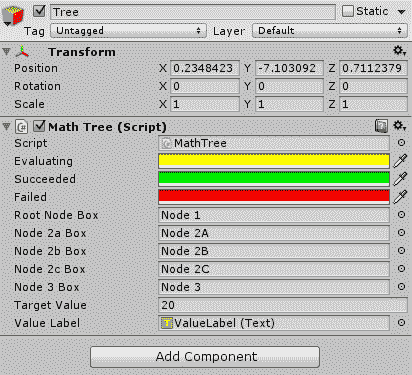 Tree Static
Tag Untagged Layer Default
Transform
Position X 0.2348423 Y -7.103092 Z 0.7112379
Rotation X 0 Y 0 Z 0
Scale X 1 Y 1 Z 1
Math Tree (Script)
Script MathTree
Evaluating
Succeeded
Failed
Root Node Box Node 1
Node 2a Box Node 2A
Node 2b Box Node 2B
Node 2c Box Node 2C
Node 3 Box Node 3
Target Value 20
Value Label ValueLabel (Text)
Add Component